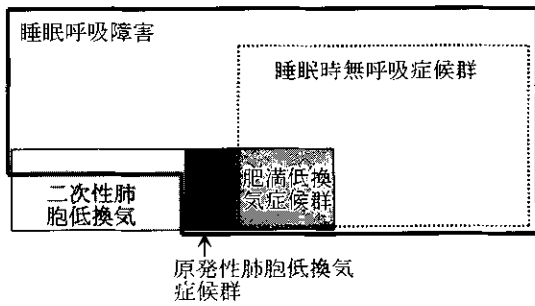 睡眠呼吸障害
睡眠時無呼吸症候群
二次性肺
胞低換気
肥満低換
気症候群
原発性肺胞低換気
症候群